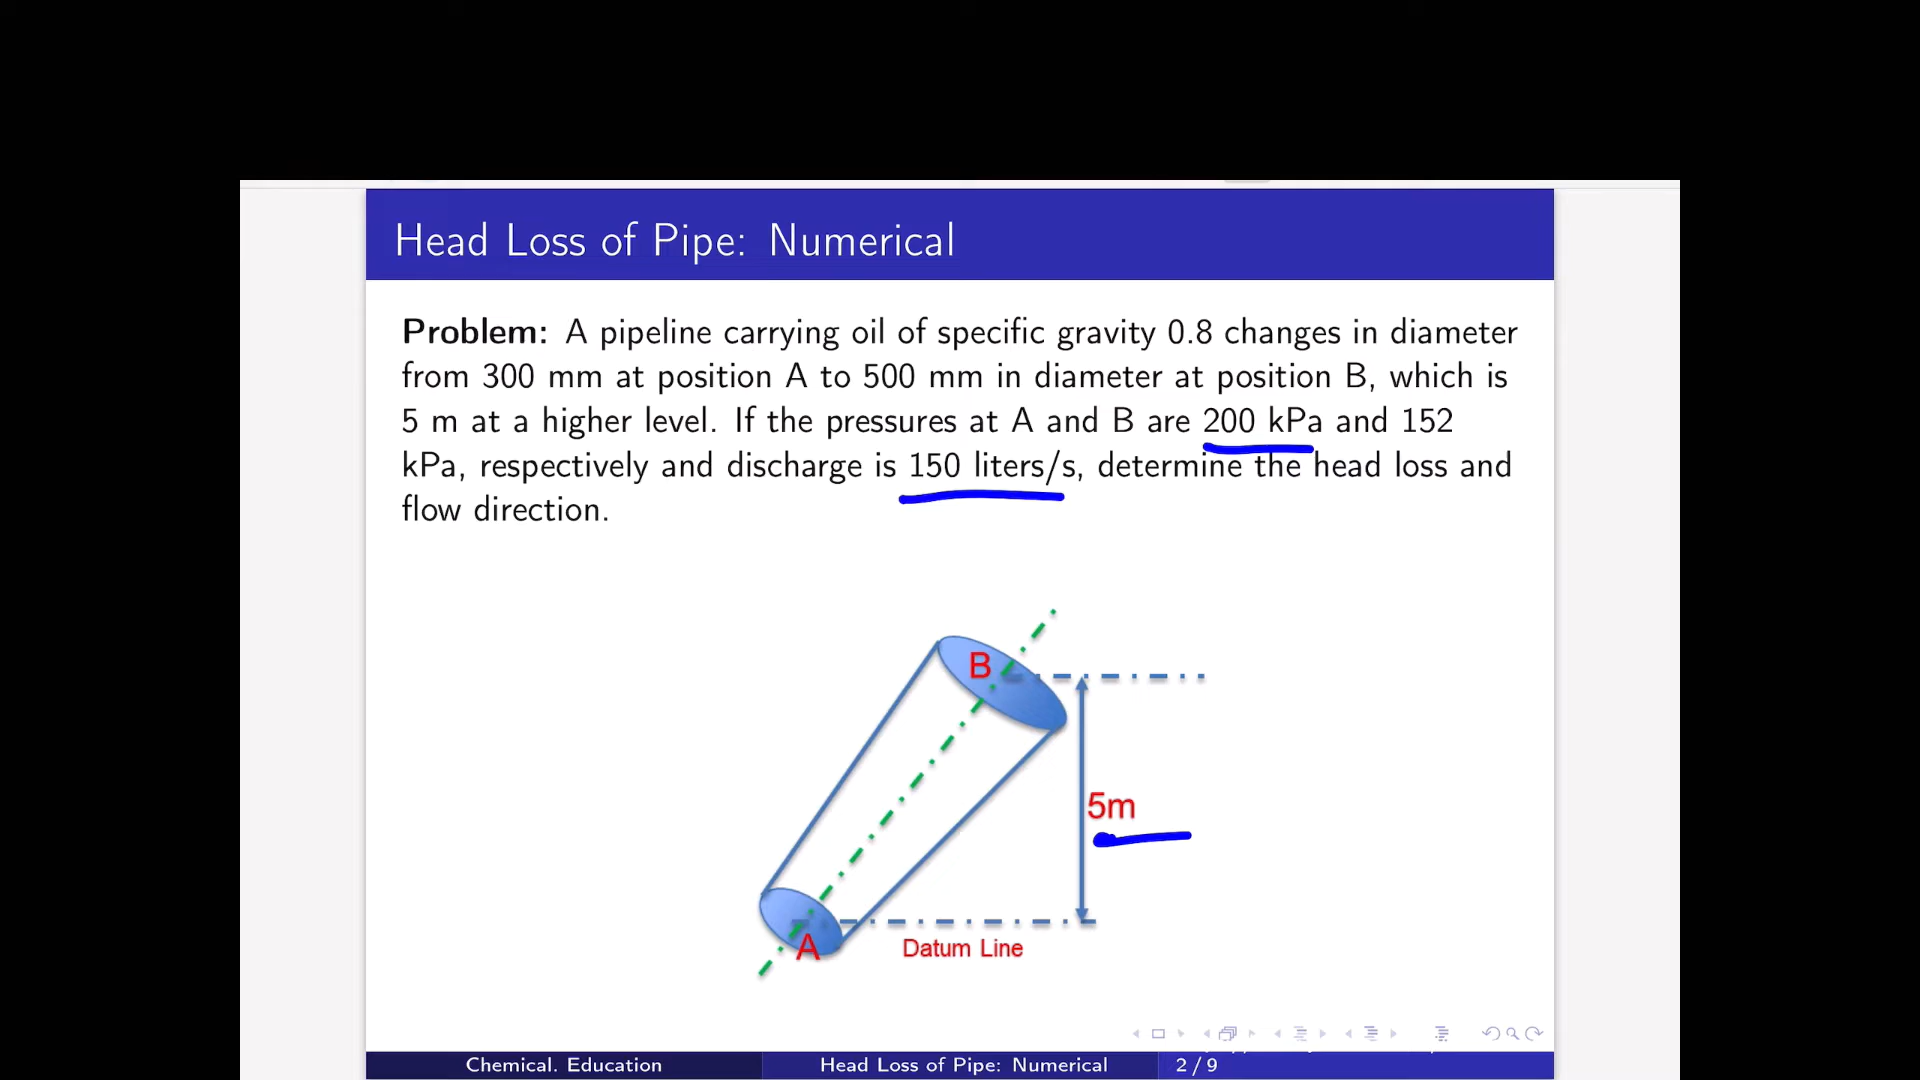 Head Loss of Pipe: Numerical
Problem: A pipeline carrying oil of specific gravity 0.8 changes in diameter
from 300 mm at position A to 500 mm in diameter at position B, which is
5 m at a higher level. If the pressures at A and B are 200 kPa and 152
kPa, respectively and discharge is 150 liters/s, determine the head loss and
flow direction.
B
5m
A
Datum Line
Chemical. Education
Head Loss of Pipe: Numerical
2 / 9